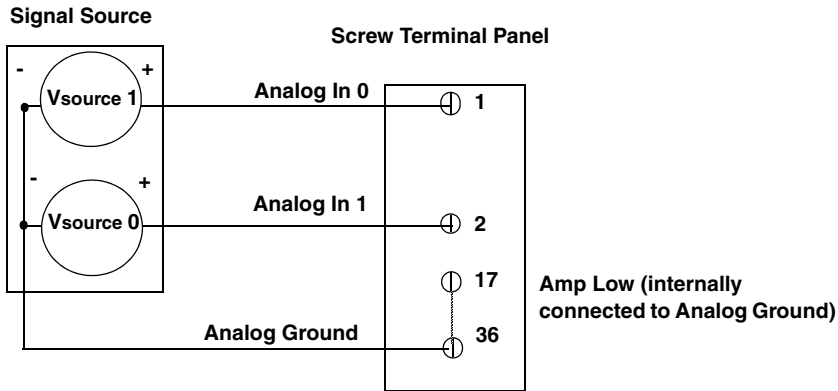 Signal Source
Screw Terminal Panel
- +
Vsource 1
Analog In 0
1
- +
Vsource 0
Analog In 1
2
17
Amp Low (internally
connected to Analog Ground)
Analog Ground
36